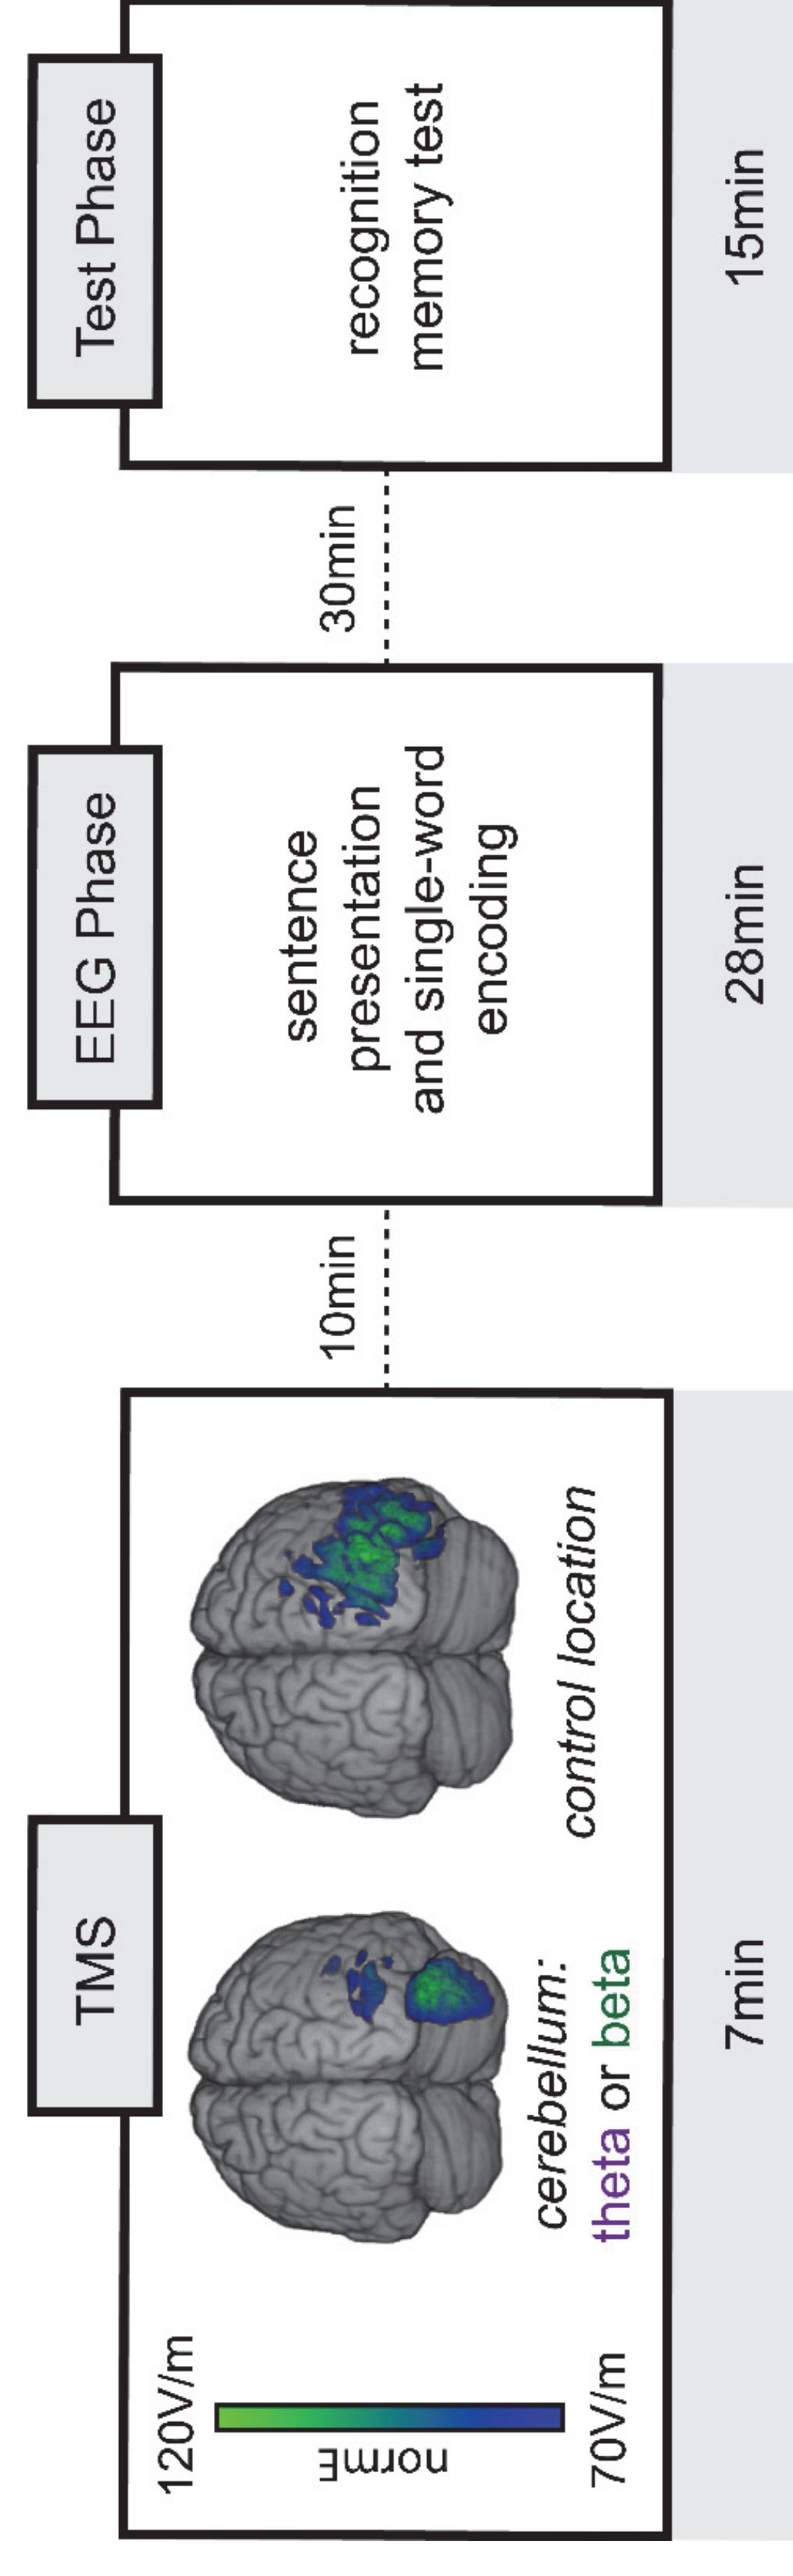 TMS
120V/m
normE
70V/m
cerebellum:
theta or beta
control location
7min
10min
EEG Phase
sentence
presentation
and single-word
encoding
28min
30min
Test Phase
recognition
memory test
15min